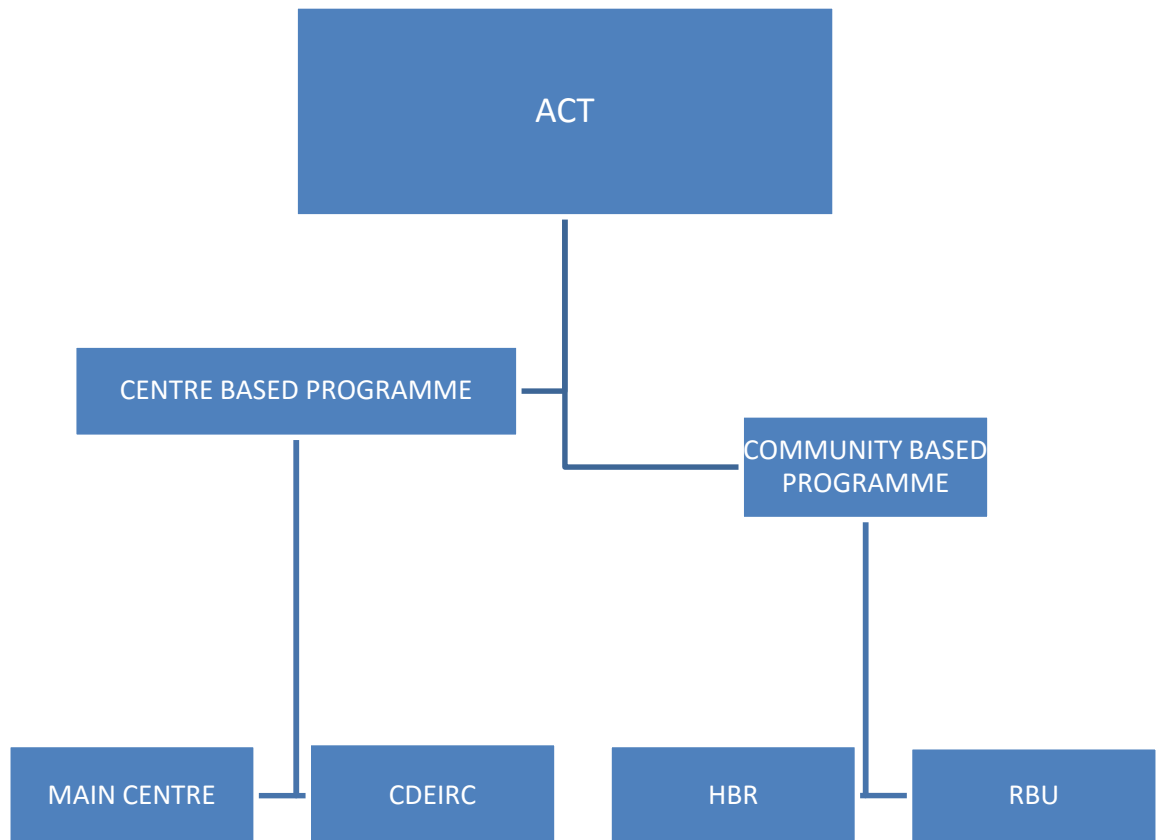 ACT
CENTRE BASED PROGRAMME
COMMUNITY BASED
PROGRAMME
MAIN CENTRE
CDEIRC
HBR
RBU